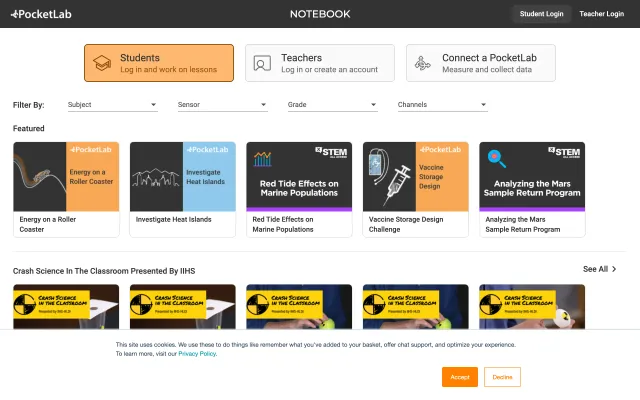 PocketLab
NOTEBOOK
Student Login
Teacher Login
Students
Log in and work on lessons
Teachers
Log in or create an account
Connect a PocketLab
Measure and collect data
Filter By:
Subject
Sensor
Grade
Channels
Featured
PocketLab
Energy on a
Roller Coaster
PocketLab
Investigate
Heat Islands
STEM
Red Tide Effects on
Marine Populations
PocketLab
Vaccine
Storage
Design
STEM
Analyzing the Mars
Sample Return Program
Energy on a Roller
Coaster
Investigate Heat Islands
Red Tide Effects on
Marine Populations
Vaccine Storage Design
Challenge
Analyzing the Mars
Sample Return Program
Crash Science In The Classroom Presented By IIHS
See All
Crash Science
in the Classroom
Presented by IIHS-HLDI
Crash Science
in the Classroom
Presented by IIHS-HLDI
Crash Science
in the Classroom
Presented by IIHS-HLDI
Crash Science
in the Classroom
Presented by IIHS-HLDI
Crash Science
in the Classroom
Presented by IIHS-HLDI
This site uses cookies. We use these to do things like remember what you've added to your basket, offer chat support, and optimize your experience.
To learn more, visit our Privacy Policy.
Accept
Decline